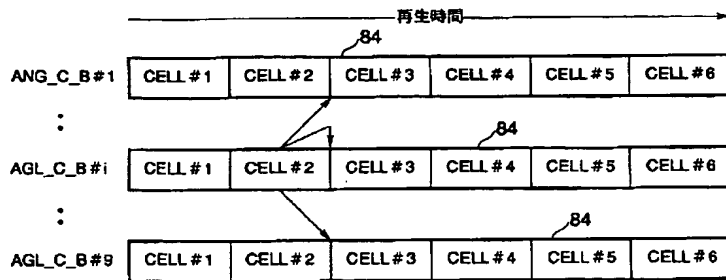 再生時間
84
ANG_C_B#1 CELL#1 CELL#2 CELL#3 CELL#4 CELL#5 CELL#6
:
84
AGL_C_B#i CELL#1 CELL#2 CELL#3 CELL#4 CELL#5 CELL#6
:
84
AGL_C_B#9 CELL#1 CELL#2 CELL#3 CELL#4 CELL#5 CELL#6